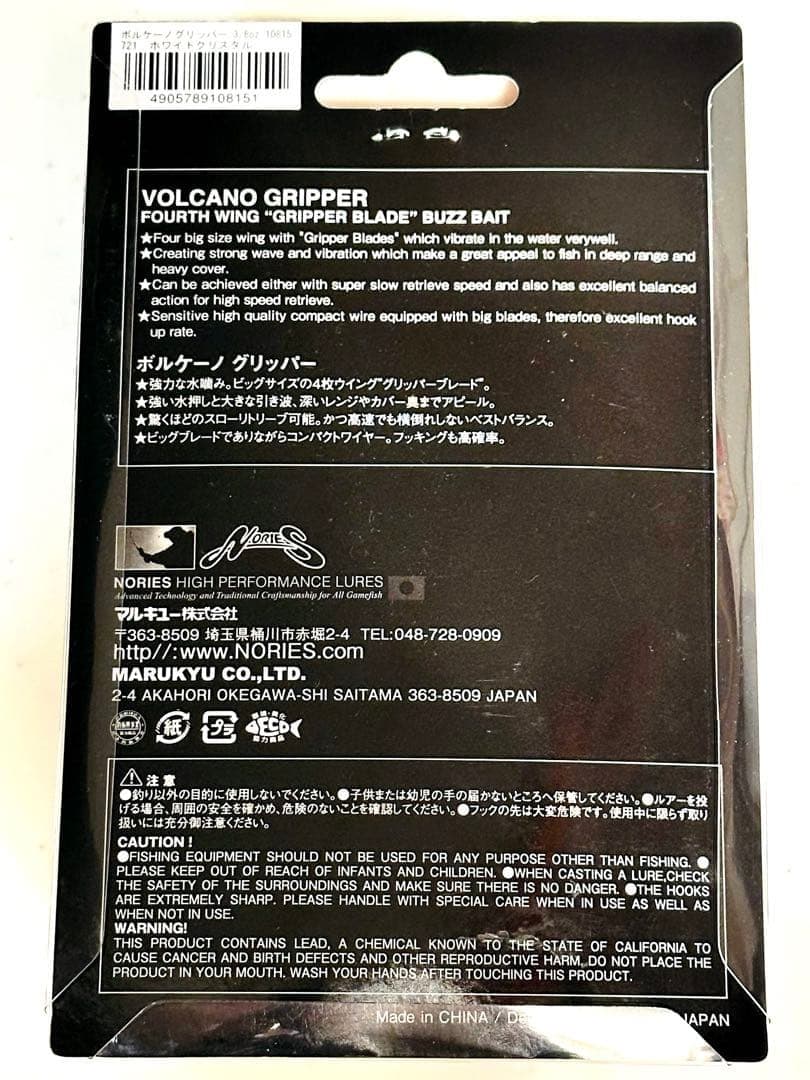 ボルケーノグリッパー 3/8oz 10815
721 ホワイトクリスタル
4905789108151
VOLCANO GRIPPER
FOURTH WING “GRIPPER BLADE” BUZZ BAIT
★Four big size wing with "Gripper Blades" which vibrate in the water verywell.
★Creating strong wave and vibration which make a great appeal to fish in deep range and
heavy cover.
★Can be achieved either with super slow retrieve speed and also has excellent balanced
action for high speed retrieve.
★Sensitive high quality compact wire equipped with big blades, therefore excellent hook
up rate.
ボルケーノ グリッパー
★強力な水噛み。ビッグサイズの4枚ウイング“グリッパーブレード”。
★強い水押しと大きな引き波、深いレンジやカバー奥までアピール。
★驚くほどのスローリトリーブ可能。かつ高速でも横倒れしないベストバランス。
★ビッグブレードでありながらコンパクトワイヤー。フッキングも高確率。
NORIES
NORIES HIGH PERFORMANCE LURES
Advanced Technology and Traditional Craftsmanship for All Gamefish
マルキユー株式会社
〒363-8509 埼玉県桶川市赤堀2-4 TEL:048-728-0909
http//:www.NORIES.com
MARUKYU CO.,LTD.
2-4 AKAHORI OKEGAWA-SHI SAITAMA 363-8509 JAPAN
紙 プラ ECO
⚠注意
●釣り以外の目的に使用しないでください。●子供または幼児の手の届かないところへ保管してください。●ルアーを投
げる場合、周囲の安全を確かめ、危険のないことを確認してください。●フックの先は大変危険です。使用中に限らず取り
扱いには充分御注意ください。
CAUTION !
●FISHING EQUIPMENT SHOULD NOT BE USED FOR ANY PURPOSE OTHER THAN FISHING. ●
PLEASE KEEP OUT OF REACH OF INFANTS AND CHILDREN. ●WHEN CASTING A LURE,CHECK
THE SAFETY OF THE SURROUNDINGS AND MAKE SURE THERE IS NO DANGER. ●THE HOOKS
ARE EXTREMELY SHARP. PLEASE HANDLE WITH SPECIAL CARE WHEN IN USE AS WELL AS
WHEN NOT IN USE.
WARNING!
THIS PRODUCT CONTAINS LEAD, A CHEMICAL KNOWN TO THE STATE OF CALIFORNIA TO
CAUSE CANCER AND BIRTH DEFECTS AND OTHER REPRODUCTIVE HARM. DO NOT PLACE THE
PRODUCT IN YOUR MOUTH. WASH YOUR HANDS AFTER TOUCHING THIS PRODUCT.
Made in CHINA / JAPAN